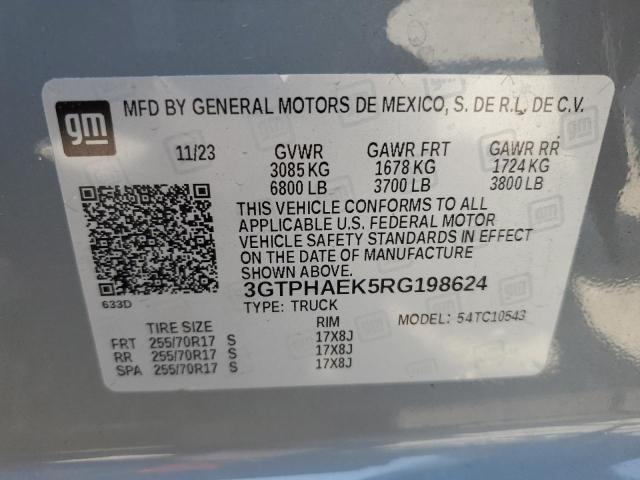 gm
MFD BY GENERAL MOTORS DE MEXICO, S. DE R.L. DE C.V.
11/23 GVWR GAWR FRT GAWR RR
3085 KG 1678 KG 1724 KG
6800 LB 3700 LB 3800 LB
THIS VEHICLE CONFORMS TO ALL
APPLICABLE U.S. FEDERAL MOTOR
VEHICLE SAFETY STANDARDS IN EFFECT
ON THE DATE OF MANUFACTURE
SHOWN ABOVE.
633D 3GTPHAEK5RG198624
TYPE: TRUCK
TIRE SIZE RIM MODEL: 54TC10543
FRT 255/70R17 S 17X8J
RR 255/70R17 S 17X8J
SPA 255/70R17 S 17X8J